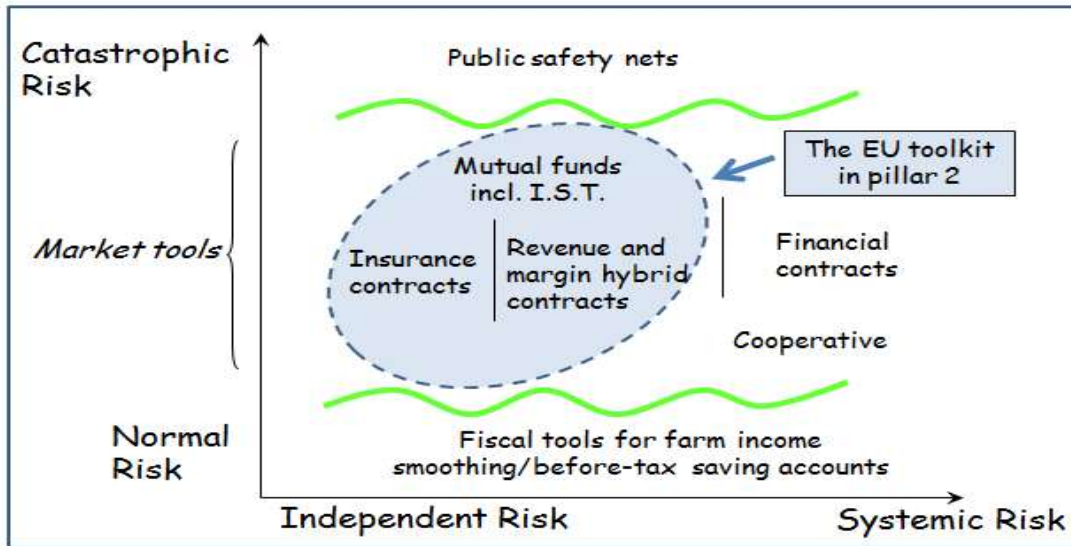 Catastrophic
Risk
Public safety nets
The EU toolkit
in pillar 2
Mutual funds
incl. I.S.T.
Market tools
Insurance
contracts
Revenue and
margin hybrid
contracts
Financial
contracts
Cooperative
Normal
Risk
Fiscal tools for farm income
smoothing/before-tax saving accounts
Independent Risk
Systemic Risk